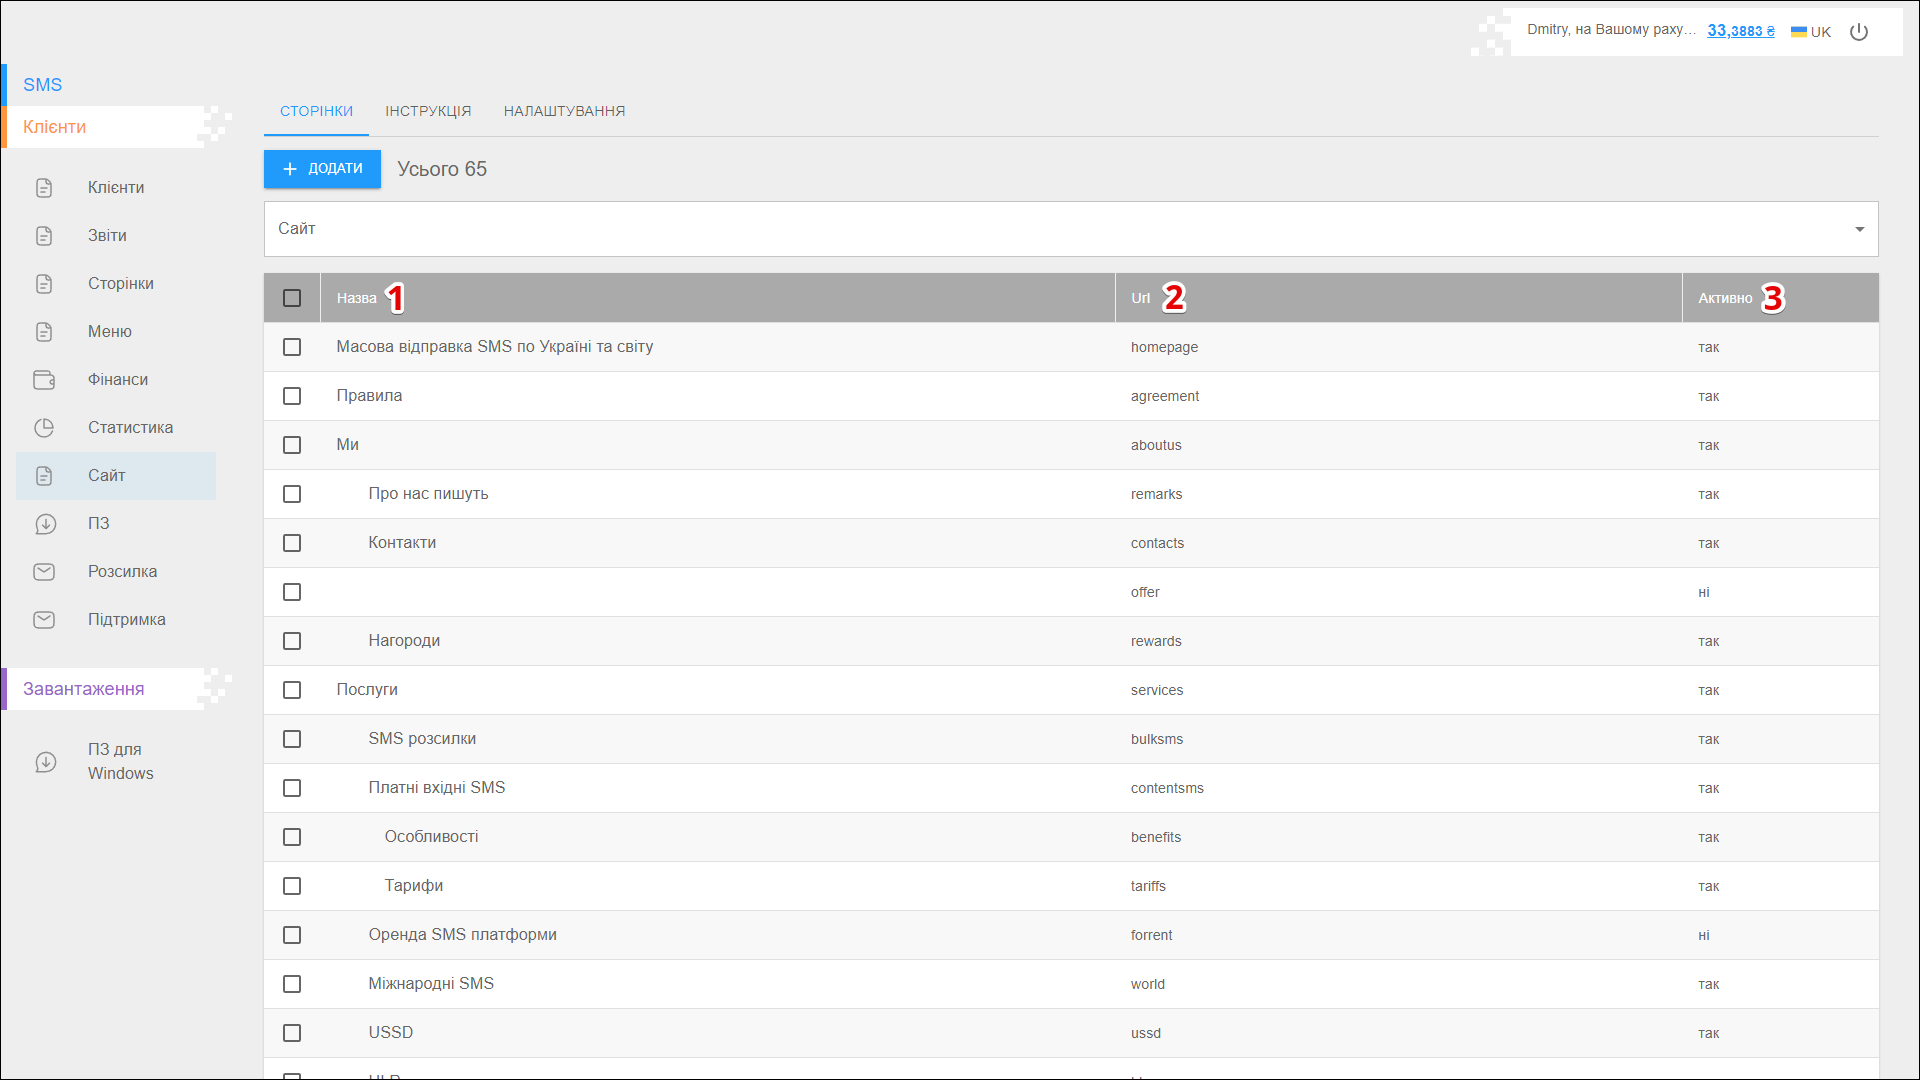 Dmitry, на Вашому раху... 33,3883 ₴ UK
SMS
Клієнти
Клієнти
Звіти
Сторінки
Меню
Фінанси
Статистика
Сайт
ПЗ
Розсилка
Підтримка
Завантаження
ПЗ для
Windows
СТОРІНКИ ІНСТРУКЦІЯ НАЛАШТУВАННЯ
ДОДАТИ Усього 65
Сайт
Назва 1 Url 2 Активно 3
Масова відправка SMS по Україні та світу homepage так
Правила agreement так
Ми aboutus так
Про нас пишуть remarks так
Контакти contacts так
offer ні
Нагороди rewards так
Послуги services так
SMS розсилки bulksms так
Платні вхідні SMS contentsms так
Особливості benefits так
Тарифи tariffs так
Оренда SMS платформи forrent ні
Міжнародні SMS world так
USSD ussd так